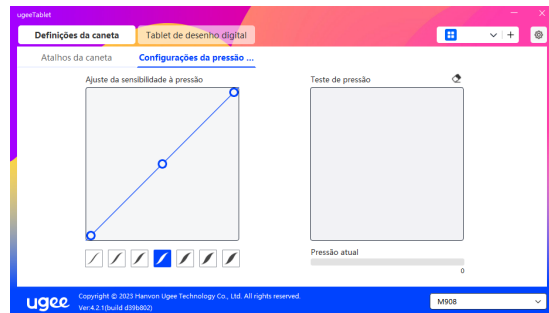 ugeeTablet
Definições da caneta
Tablet de desenho digital
Atalhos da caneta
Configurações da pressão ...
Ajuste da sensibilidade à pressão
Teste de pressão
Pressão atual
0
ugee
Copyright © 2025 Hanvon Ugee Technology Co., Ltd. All rights reserved.
Ver:4.2.1(build d39b802)
M908